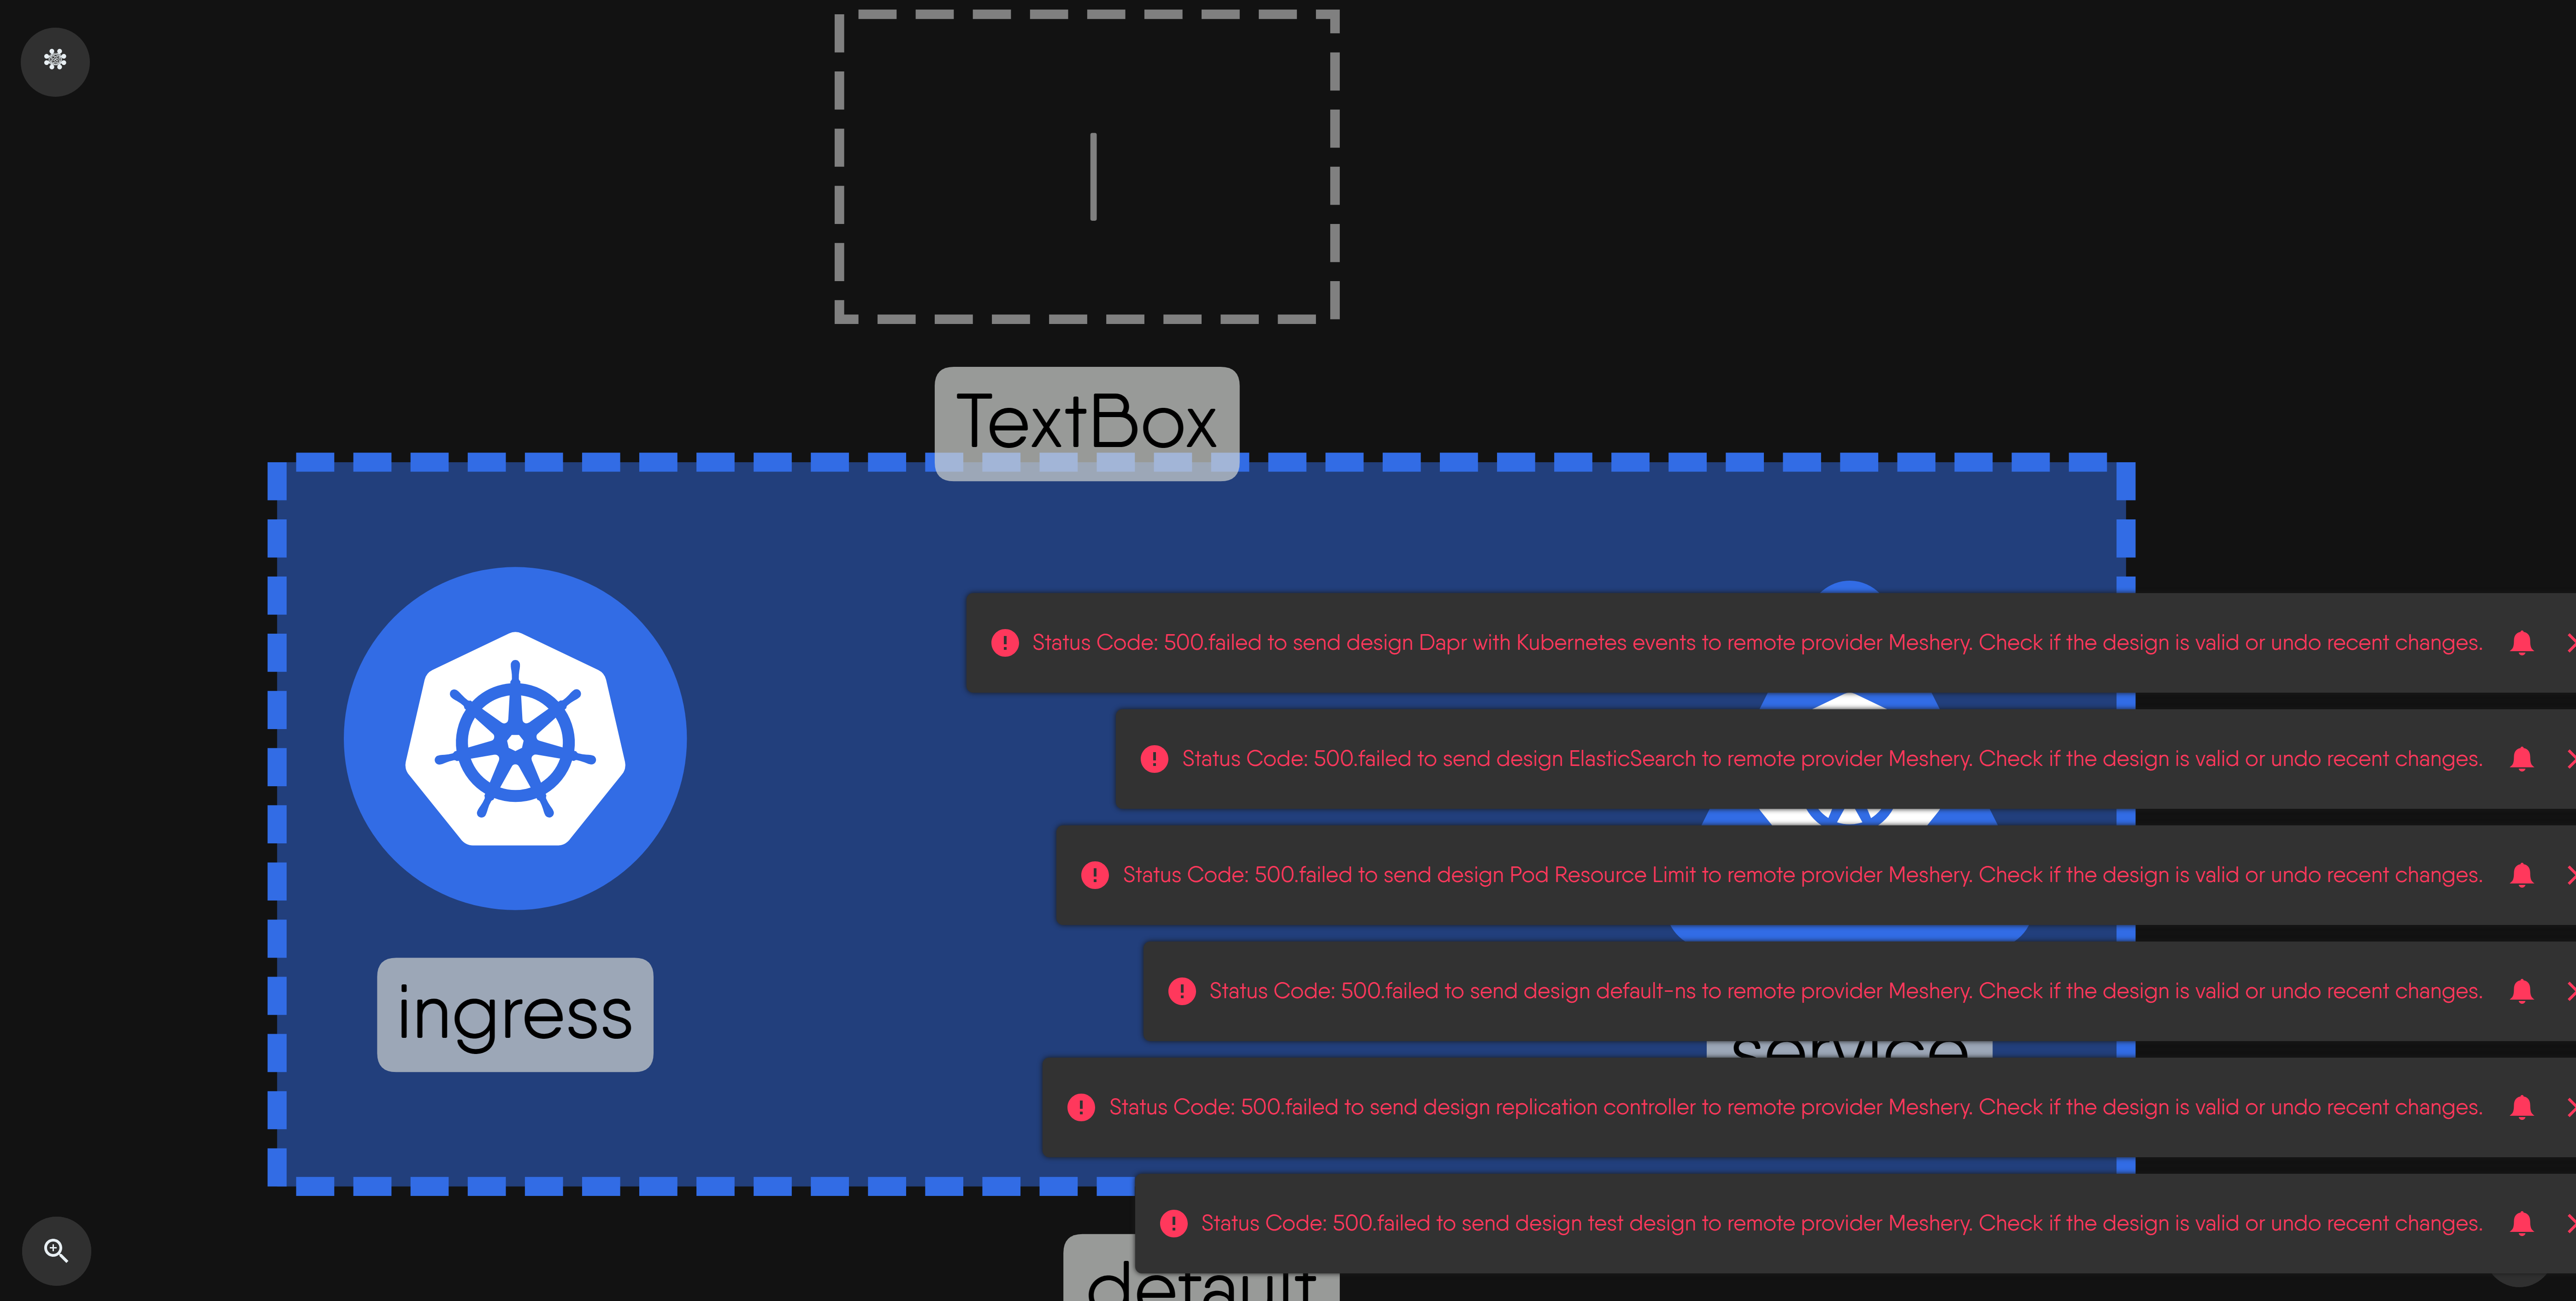 TextBox
Status Code: 500.failed to send design Dapr with Kubernetes events to remote provider Meshery. Check if the design is valid or undo recent changes.
Status Code: 500.failed to send design ElasticSearch to remote provider Meshery. Check if the design is valid or undo recent changes.
Status Code: 500.failed to send design Pod Resource Limit to remote provider Meshery. Check if the design is valid or undo recent changes.
ingress
Status Code: 500.failed to send design default-ns to remote provider Meshery. Check if the design is valid or undo recent changes.
service
Status Code: 500.failed to send design replication controller to remote provider Meshery. Check if the design is valid or undo recent changes.
Status Code: 500.failed to send design test design to remote provider Meshery. Check if the design is valid or undo recent changes.
default